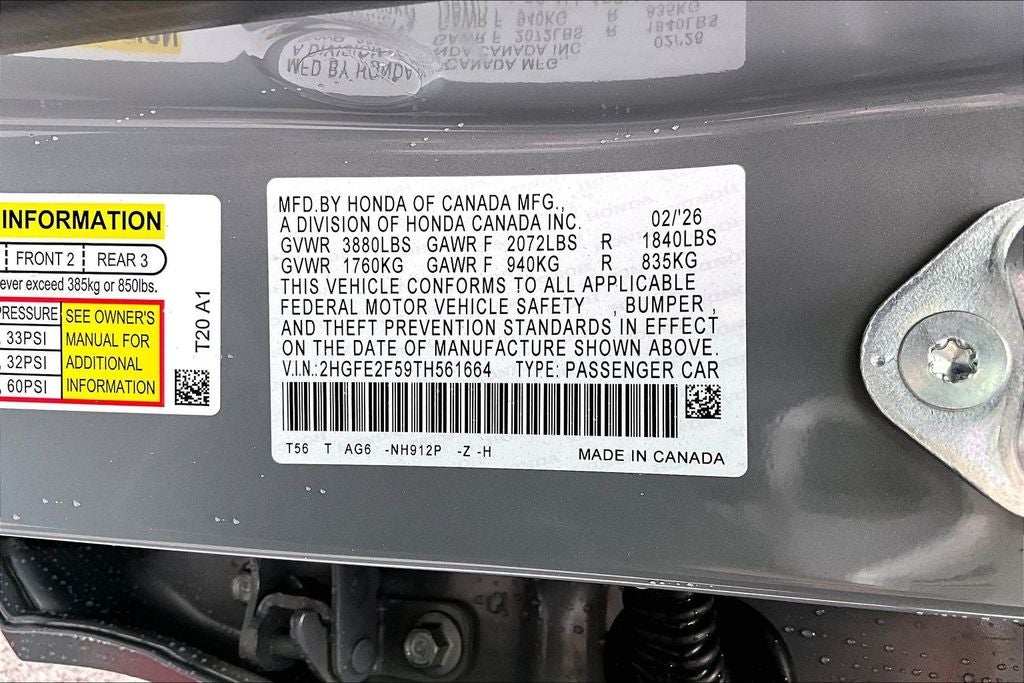 INFORMATION
FRONT 2 REAR 3
ever exceed 385kg or 850lbs.
PRESSURE SEE OWNER'S
, 33PSI MANUAL FOR
, 32PSI ADDITIONAL
, 60PSI INFORMATION
T20 A1
MFD.BY HONDA OF CANADA MFG.,
A DIVISION OF HONDA CANADA INC. 02/'26
GVWR 3880LBS GAWR F 2072LBS R 1840LBS
GVWR 1760KG GAWR F 940KG R 835KG
THIS VEHICLE CONFORMS TO ALL APPLICABLE
FEDERAL MOTOR VEHICLE SAFETY , BUMPER ,
AND THEFT PREVENTION STANDARDS IN EFFECT
ON THE DATE OF MANUFACTURE SHOWN ABOVE.
V.I.N.:2HGFE2F59TH561664 TYPE: PASSENGER CAR
T56 T AG6 -NH912P -Z -H MADE IN CANADA